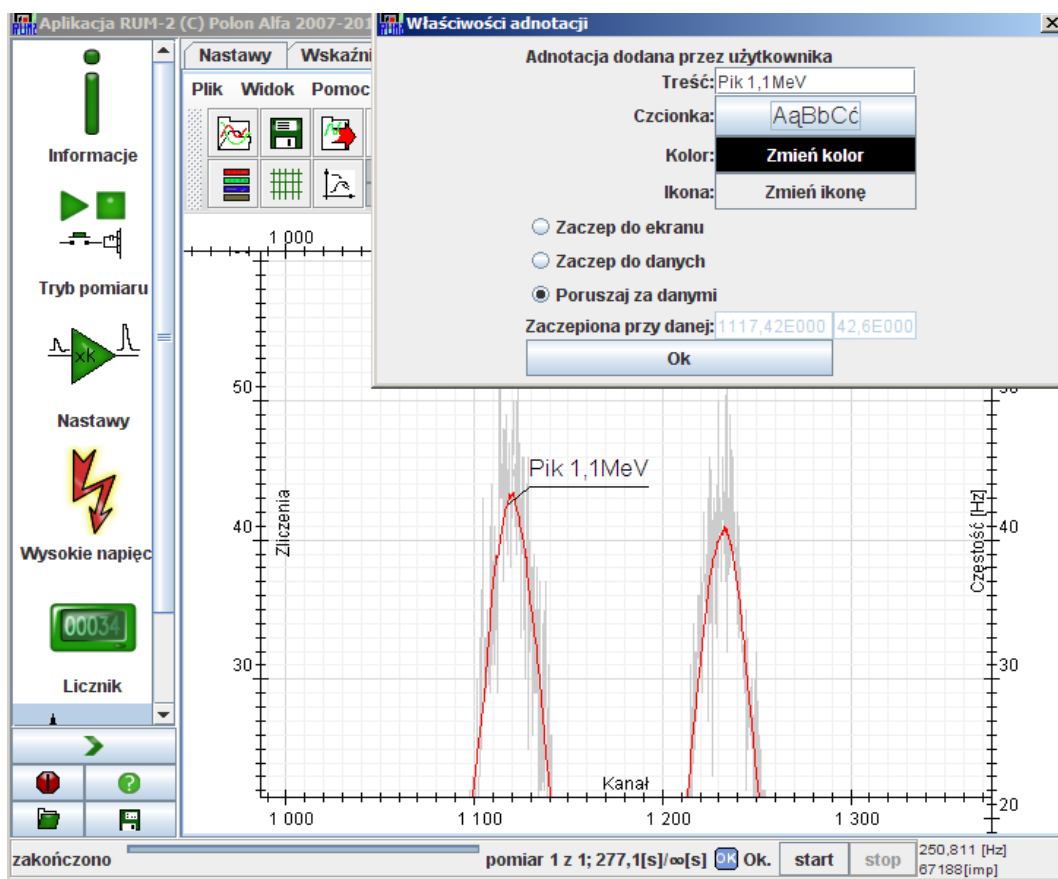 Aplikacja RUM-2 (C) Polon Alfa 2007-201
Właściwości adnotacji
Informacje
Tryb pomiaru
xk
Nastawy
Wysokie napięc
00034
Licznik
Nastawy Wskaźni
Plik Widok Pomoc
Adnotacja dodana przez użytkownika
Treść: Pik 1,1MeV
Czcionka: AąBbCć
Kolor: Zmień kolor
Ikona: Zmień ikonę
Zaczep do ekranu
Zaczep do danych
Poruszaj za danymi
Zaczepiona przy danej: 1117,42E000 42,6E000
Ok
1 000
50
40
30
Zliczenia
Pik 1,1MeV
Częstość [Hz]
50
40
30
20
Kanał
1 000 1 100 1 200 1 300
zakończono
pomiar 1 z 1; 277,1[s]/∞[s] OK Ok. start stop
250,811 [Hz]
67188[imp]